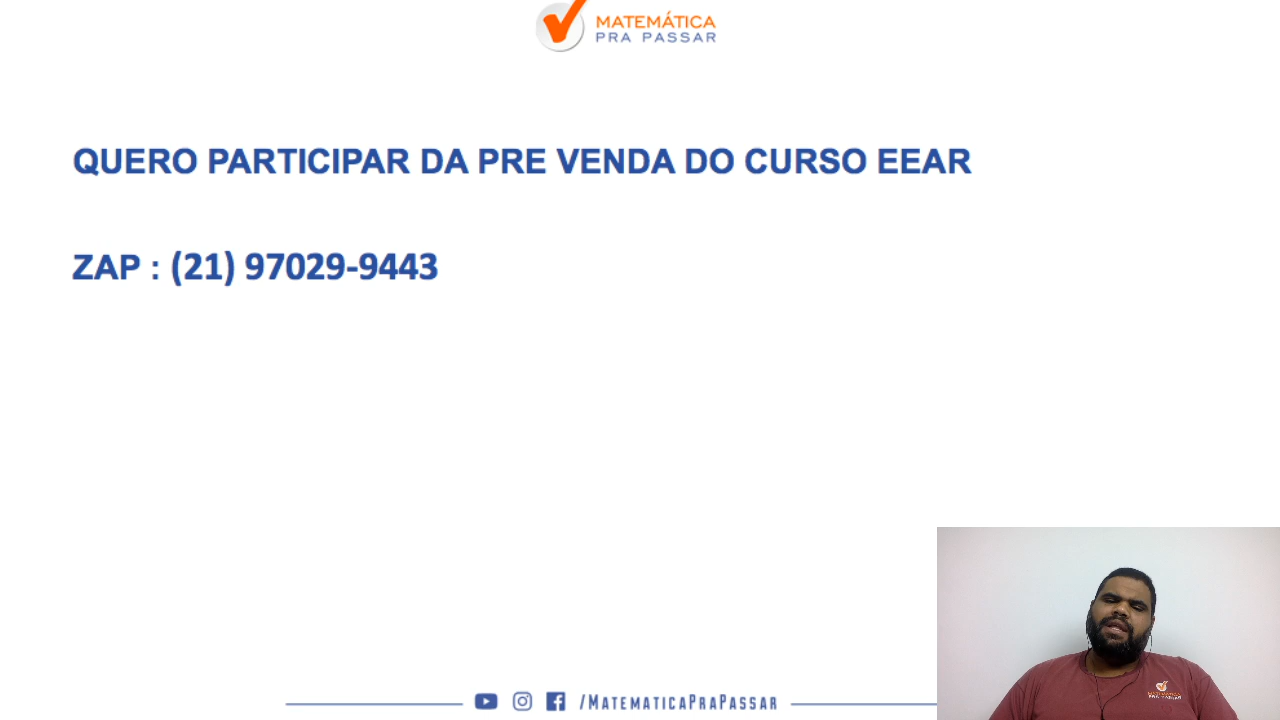 MATEMÁTICA
PRA PASSAR
QUERO PARTICIPAR DA PRE VENDA DO CURSO EEAR
ZAP : (21) 97029-9443
/MATEMATICAPRAPASSAR